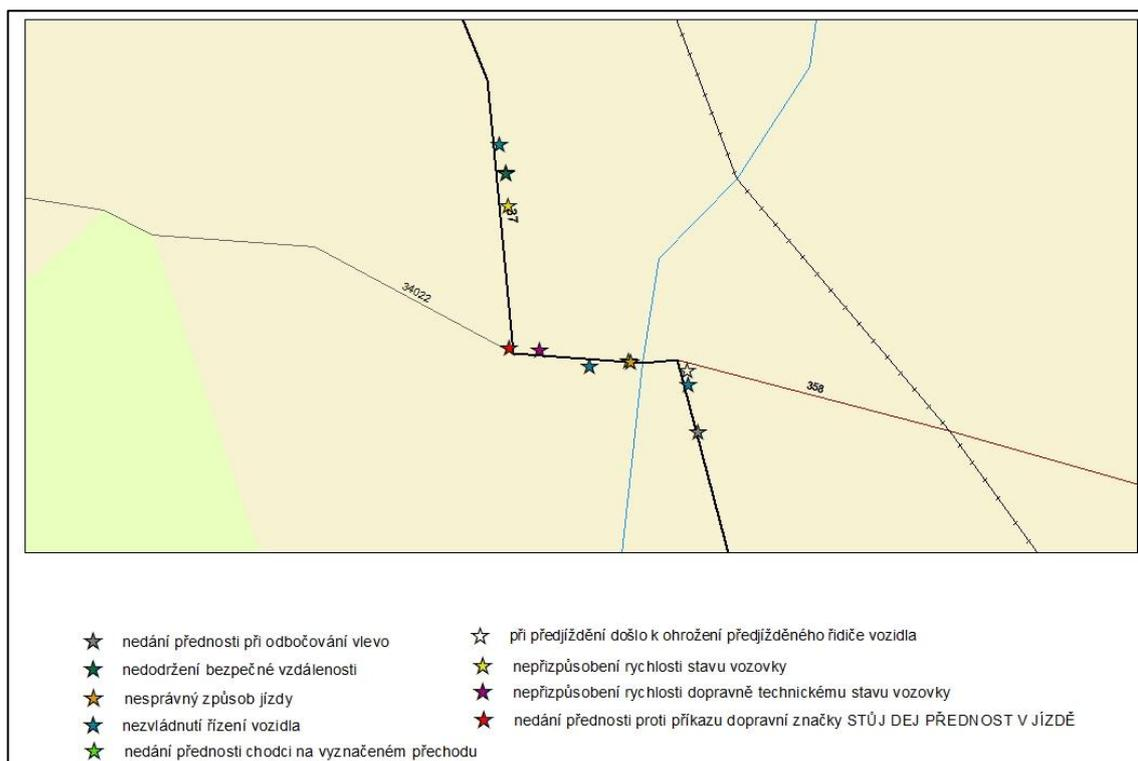 37
34022
358
nedání přednosti při odbočování vlevo
nedodržení bezpečné vzdálenosti
nesprávný způsob jízdy
nezvládnutí řízení vozidla
nedání přednosti chodci na vyznačeném přechodu
při předjíždění došlo k ohrožení předjížděného řidiče vozidla
nepřizpůsobení rychlosti stavu vozovky
nepřizpůsobení rychlosti dopravně technickému stavu vozovky
nedání přednosti proti příkazu dopravní značky STŮJ DEJ PŘEDNOST V JÍZDĚ